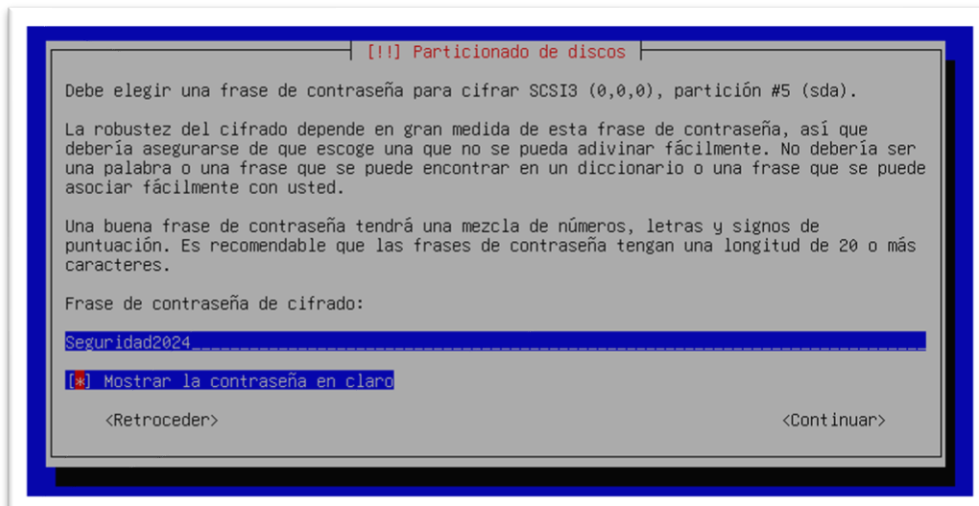 [!!] Particionado de discos
Debe elegir una frase de contraseña para cifrar SCSI3 (0,0,0), partición #5 (sda).
La robustez del cifrado depende en gran medida de esta frase de contraseña, así que
debería asegurarse de que escoge una que no se pueda adivinar fácilmente. No debería ser
una palabra o una frase que se puede encontrar en un diccionario o una frase que se puede
asociar fácilmente con usted.
Una buena frase de contraseña tendrá una mezcla de números, letras y signos de
puntuación. Es recomendable que las frases de contraseña tengan una longitud de 20 o más
caracteres.
Frase de contraseña de cifrado:
Seguridad2024
[*] Mostrar la contraseña en claro
<Retroceder> <Continuar>